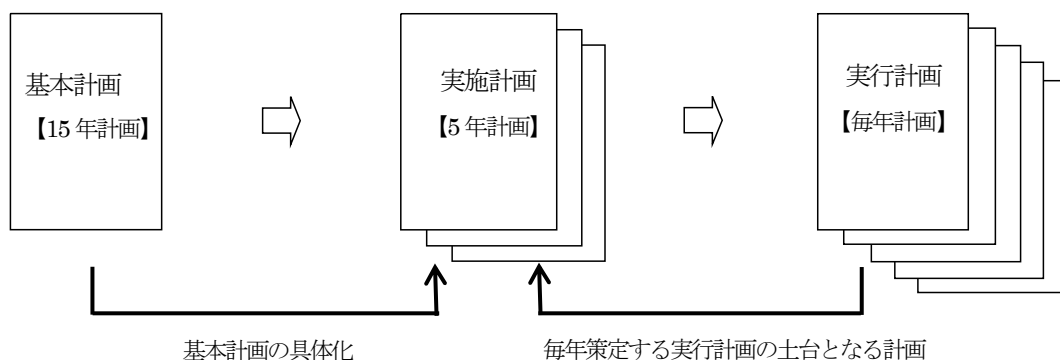 基本計画
【15年計画】
実施計画
【5年計画】
実行計画
【毎年計画】
基本計画の具体化
毎年策定する実行計画の土台となる計画